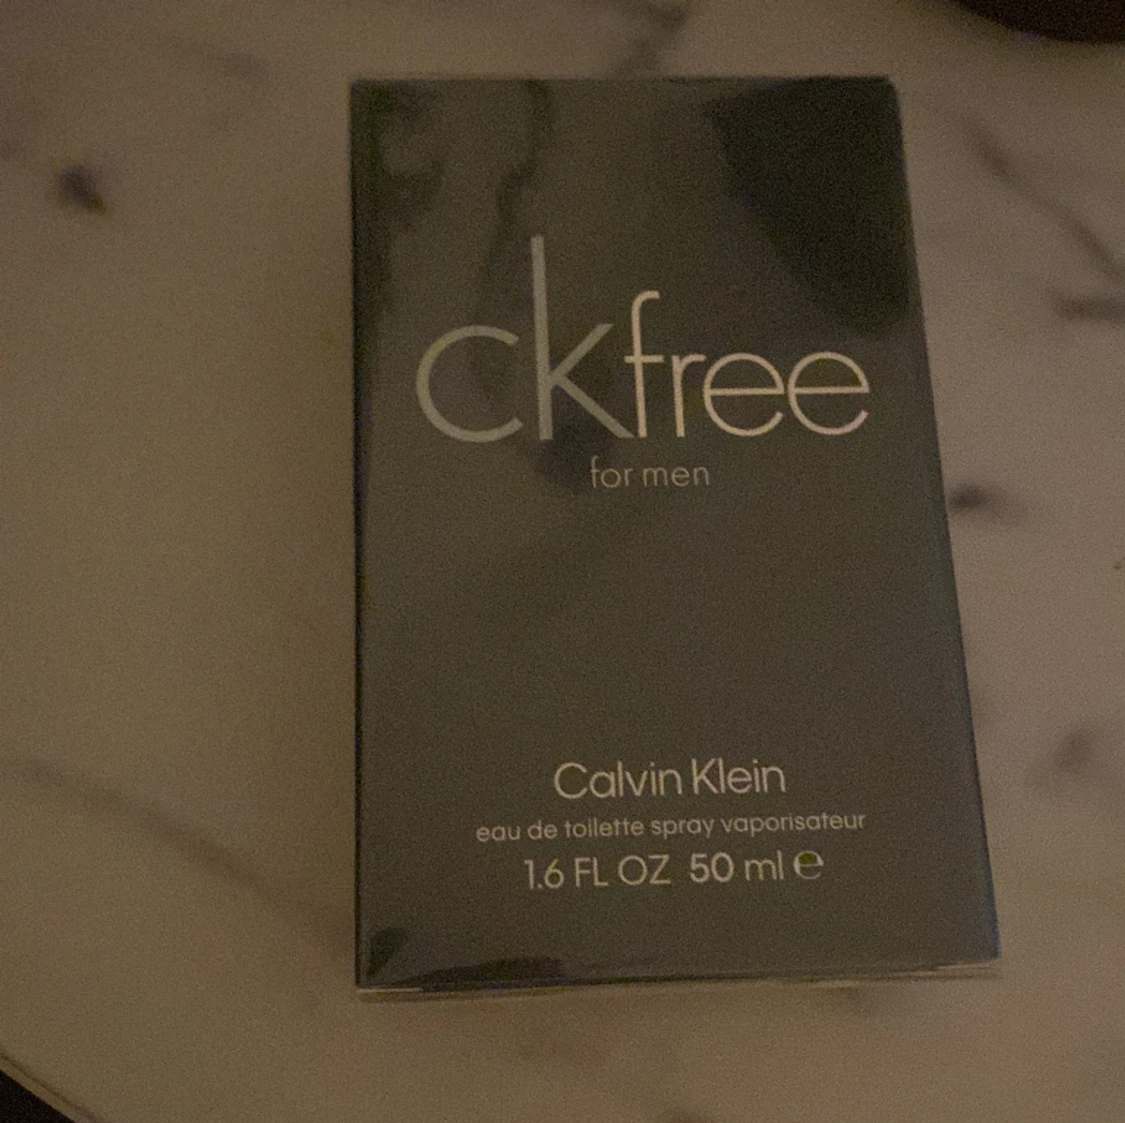 ckfree
for men
Calvin Klein
eau de toilette spray vaporisateur
1.6 FL OZ 50 ml ℮